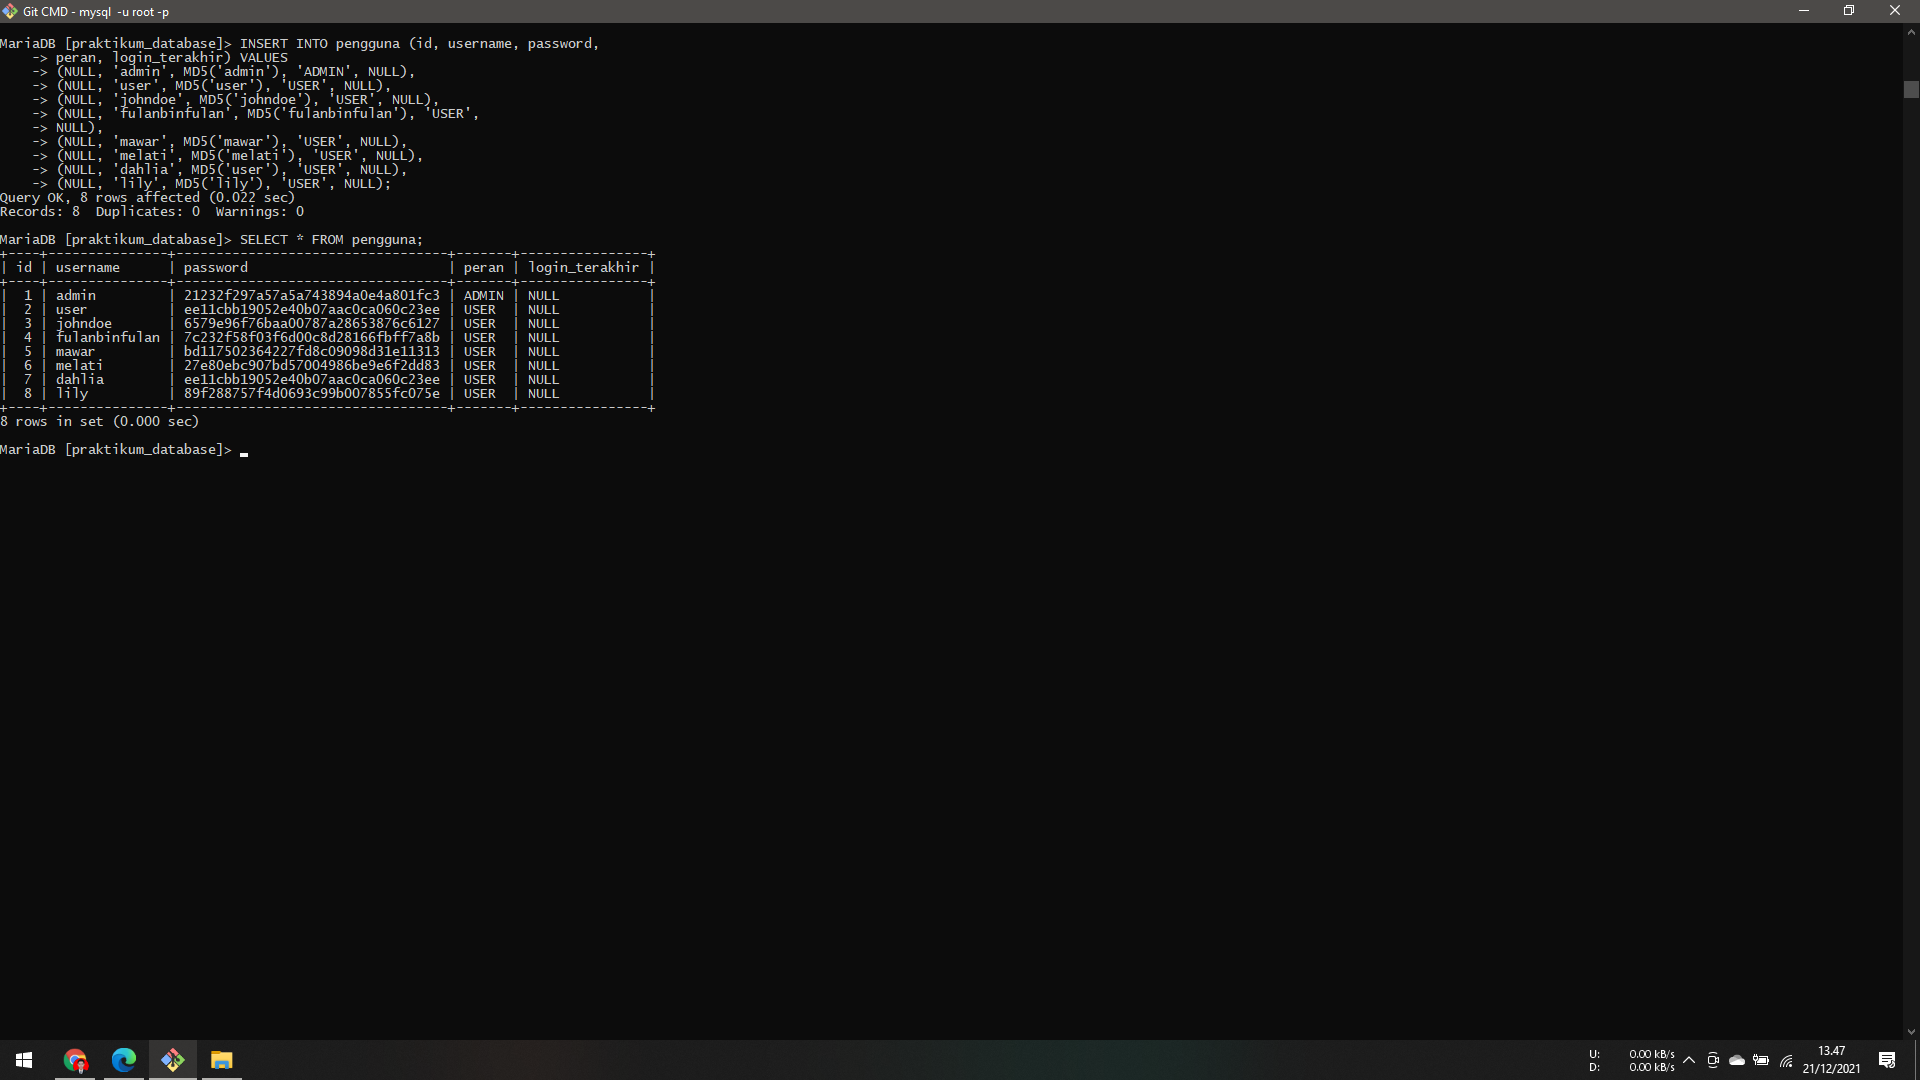 Git CMD - mysql  -u root -p
MariaDB [praktikum_database]> INSERT INTO pengguna (id, username, password,
    -> peran, login_terakhir) VALUES
    -> (NULL, 'admin', MD5('admin'), 'ADMIN', NULL),
    -> (NULL, 'user', MD5('user'), 'USER', NULL),
    -> (NULL, 'johndoe', MD5('johndoe'), 'USER', NULL),
    -> (NULL, 'fulanbinfulan', MD5('fulanbinfulan'), 'USER',
    -> NULL),
    -> (NULL, 'mawar', MD5('mawar'), 'USER', NULL),
    -> (NULL, 'melati', MD5('melati'), 'USER', NULL),
    -> (NULL, 'dahlia', MD5('user'), 'USER', NULL),
    -> (NULL, 'lily', MD5('lily'), 'USER', NULL);
Query OK, 8 rows affected (0.022 sec)
Records: 8  Duplicates: 0  Warnings: 0
MariaDB [praktikum_database]> SELECT * FROM pengguna;
+----+---------------+----------------------------------+-------+----------------+
| id | username      | password                         | peran | login_terakhir |
+----+---------------+----------------------------------+-------+----------------+
|  1 | admin         | 21232f297a57a5a743894a0e4a801fc3 | ADMIN | NULL           |
|  2 | user          | ee11cbb19052e40b07aac0ca060c23ee | USER  | NULL           |
|  3 | johndoe       | 6579e96f76baa00787a28653876c6127 | USER  | NULL           |
|  4 | fulanbinfulan | 7c232f58f03f6d00c8d28166fbff7a8b | USER  | NULL           |
|  5 | mawar         | bd117502364227fd8c09098d31e11313 | USER  | NULL           |
|  6 | melati        | 27e80ebc907bd57004986be9e6f2dd83 | USER  | NULL           |
|  7 | dahlia        | ee11cbb19052e40b07aac0ca060c23ee | USER  | NULL           |
|  8 | lily          | 89f288757f4d0693c99b007855fc075e | USER  | NULL           |
+----+---------------+----------------------------------+-------+----------------+
8 rows in set (0.000 sec)
MariaDB [praktikum_database]> _
U: 0.00 kB/s
D: 0.00 kB/s
13.47
21/12/2021